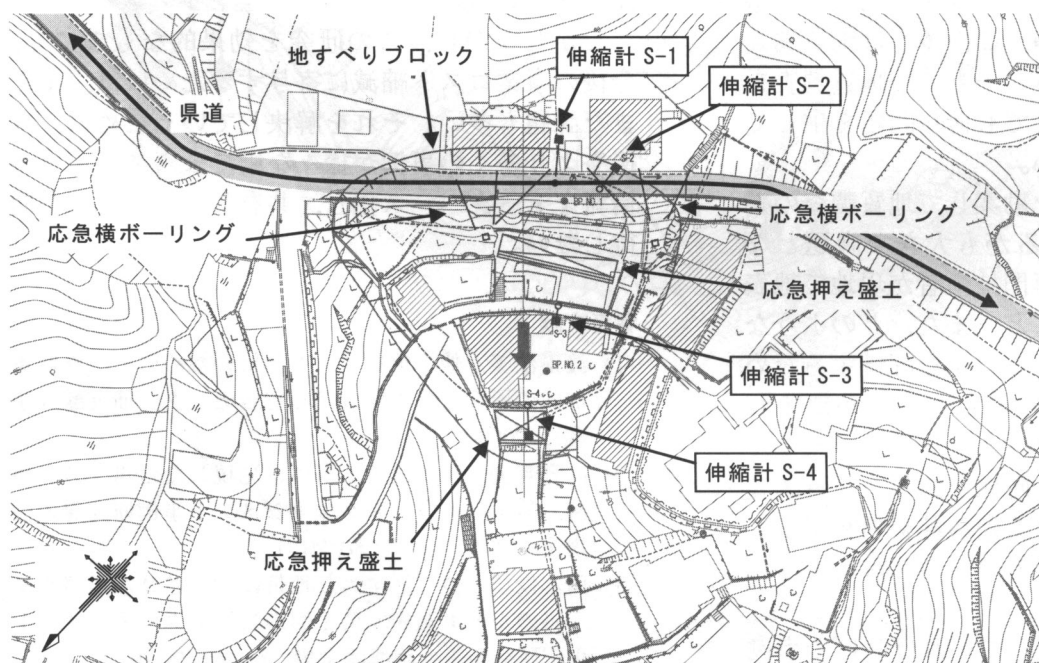 地すべりブロック
伸縮計 S-1
伸縮計 S-2
県道
S-1
S-2
BP.NO.1
応急横ボーリング
応急横ボーリング
応急押え盛土
S-3
BP.NO.2
伸縮計 S-3
S-4
伸縮計 S-4
応急押え盛土